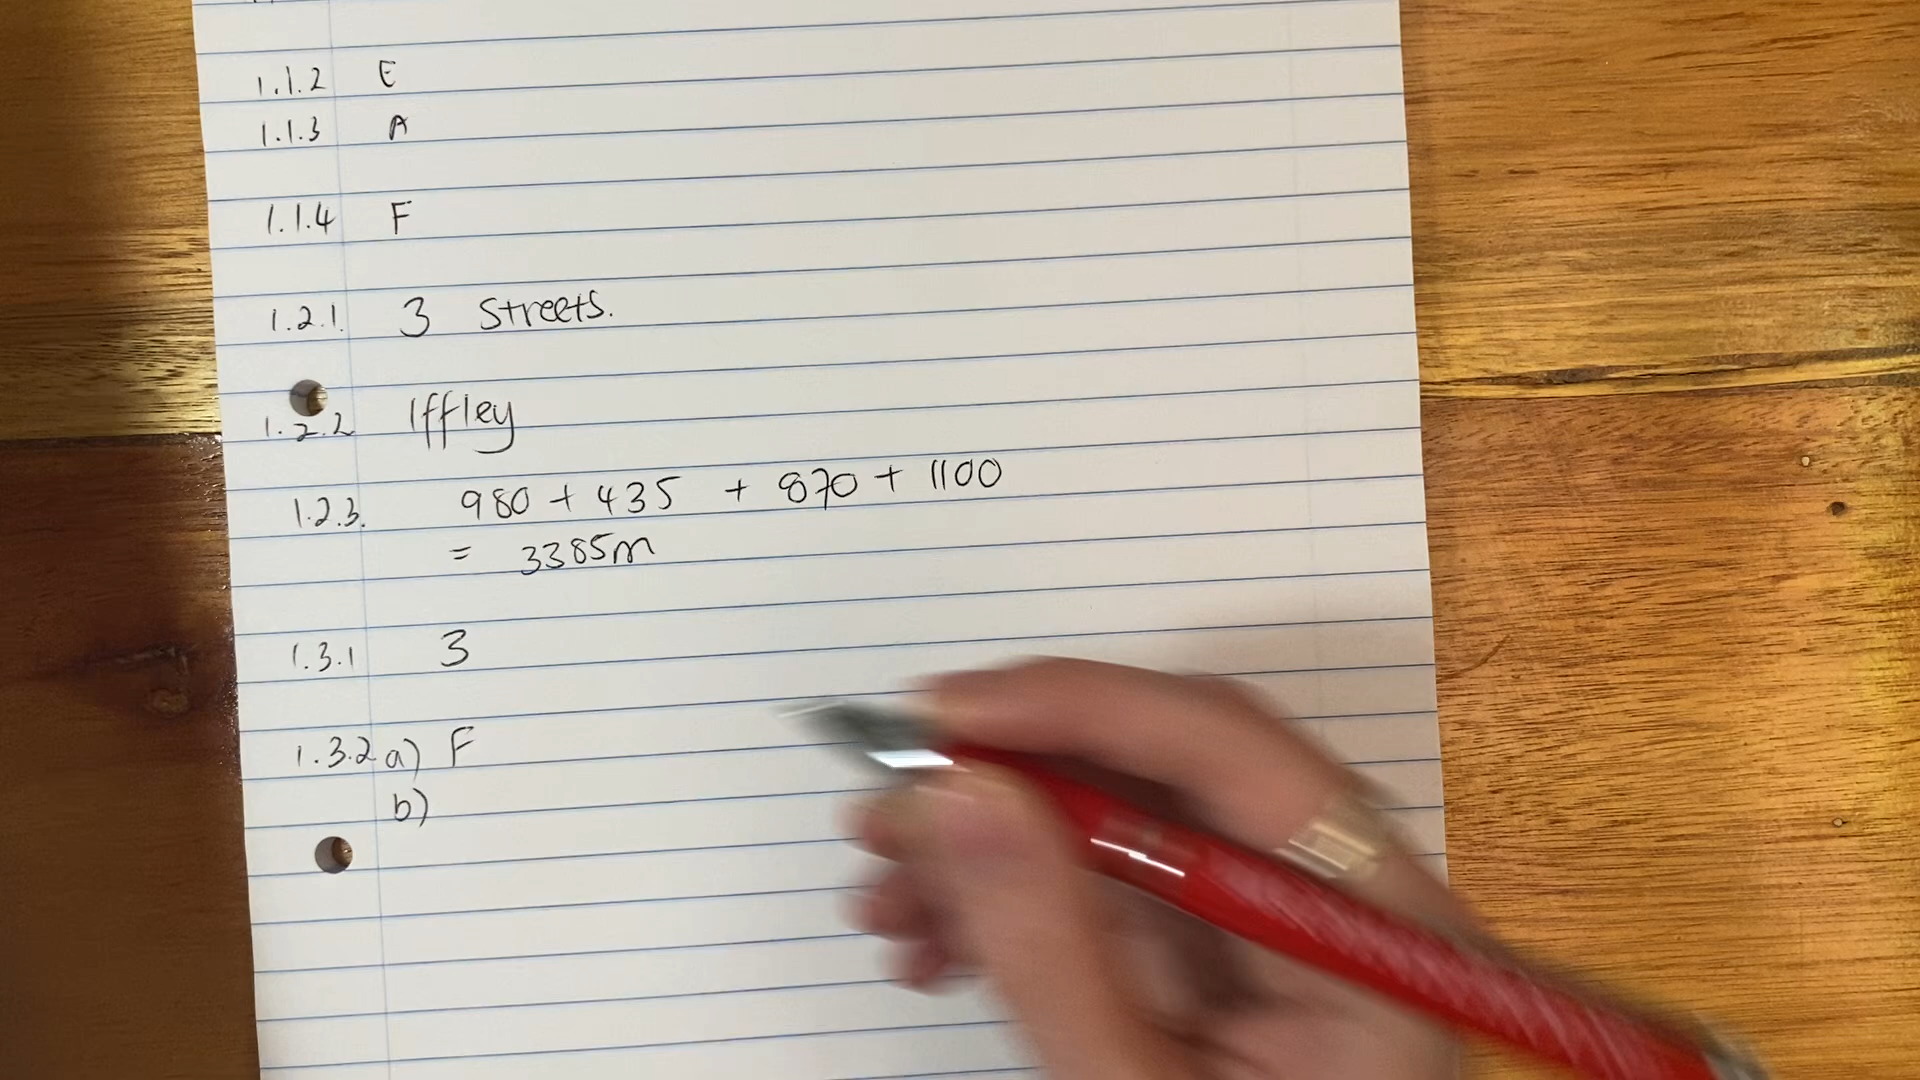 1.1.2 E
1.1.3 A
1.1.4 F
1.2.1. 3 Streets.
1.2.2 Iffley
1.2.3. 980 + 435 + 870 + 1100
= 3385m
1.3.1 3
1.3.2 a) F
b)